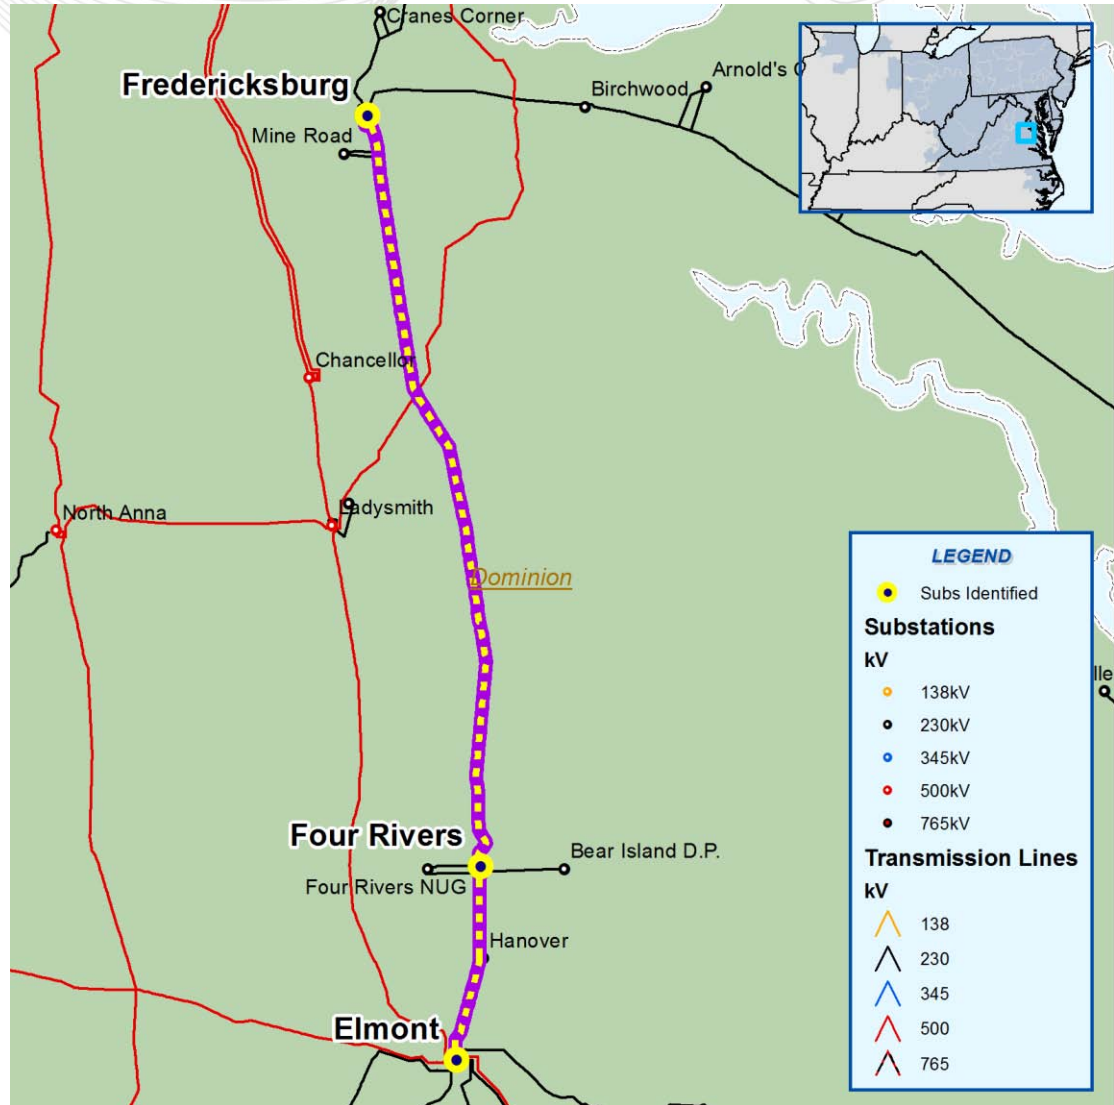 Cranes Corner
Fredericksburg
Birchwood
Arnold's
Mine Road
Chancellor
North Anna
Ladysmith
Dominion
Four Rivers
Bear Island D.P.
Four Rivers NUG
Hanover
Elmont
LEGEND
Subs Identified
Substations
kV
138kV
230kV
345kV
500kV
765kV
Transmission Lines
kV
138
230
345
500
765